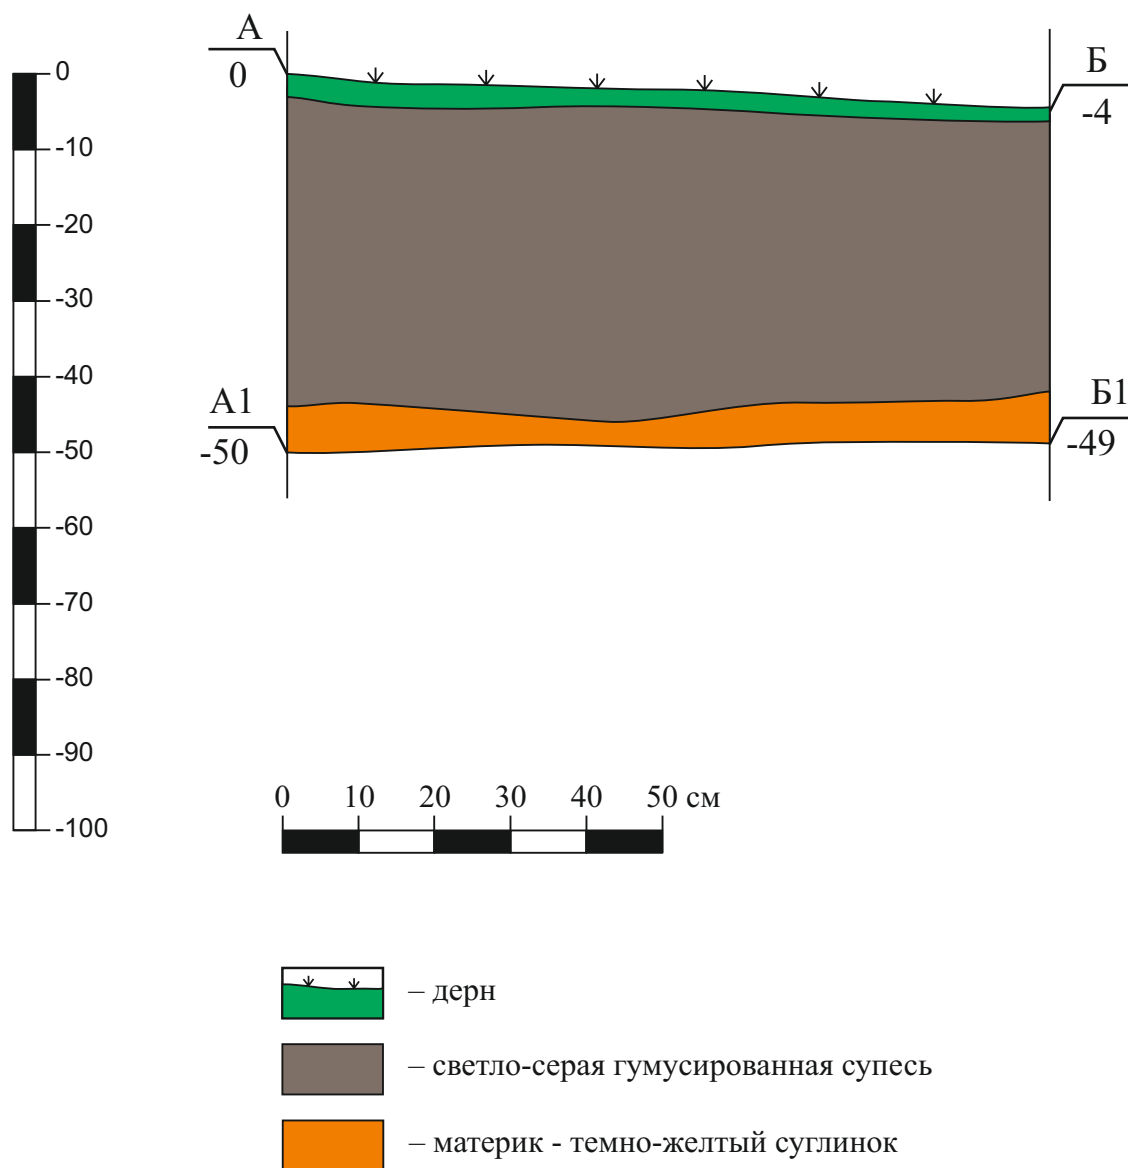 А
0
Б
-4
А1
-50
Б1
-49
0
-10
-20
-30
-40
-50
-60
-70
-80
-90
-100
0 10 20 30 40 50 см
– дерн
– светло-серая гумусированная супесь
– материк - темно-желтый суглинок